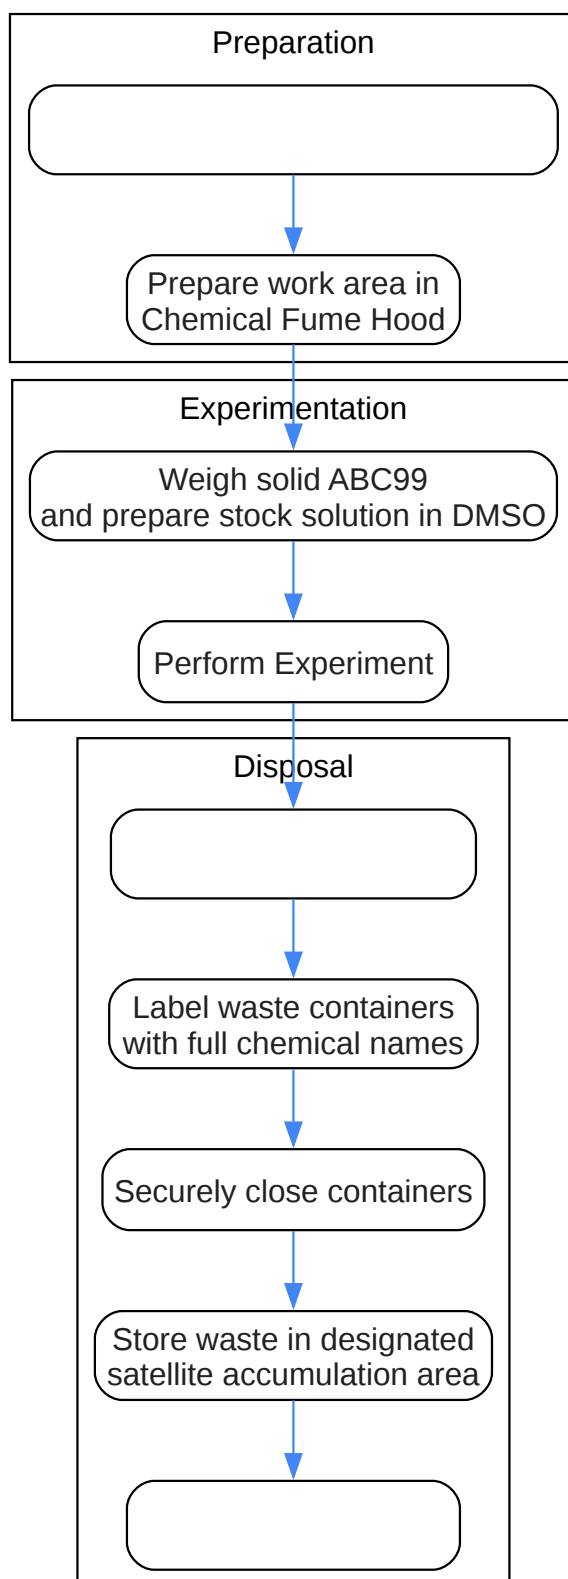 Preparation
Prepare work area in
Chemical Fume Hood
Experimentation
Weigh solid ABC99
and prepare stock solution in DMSO
Perform Experiment
Disposal
Label waste containers
with full chemical names
Securely close containers
Store waste in designated
satellite accumulation area